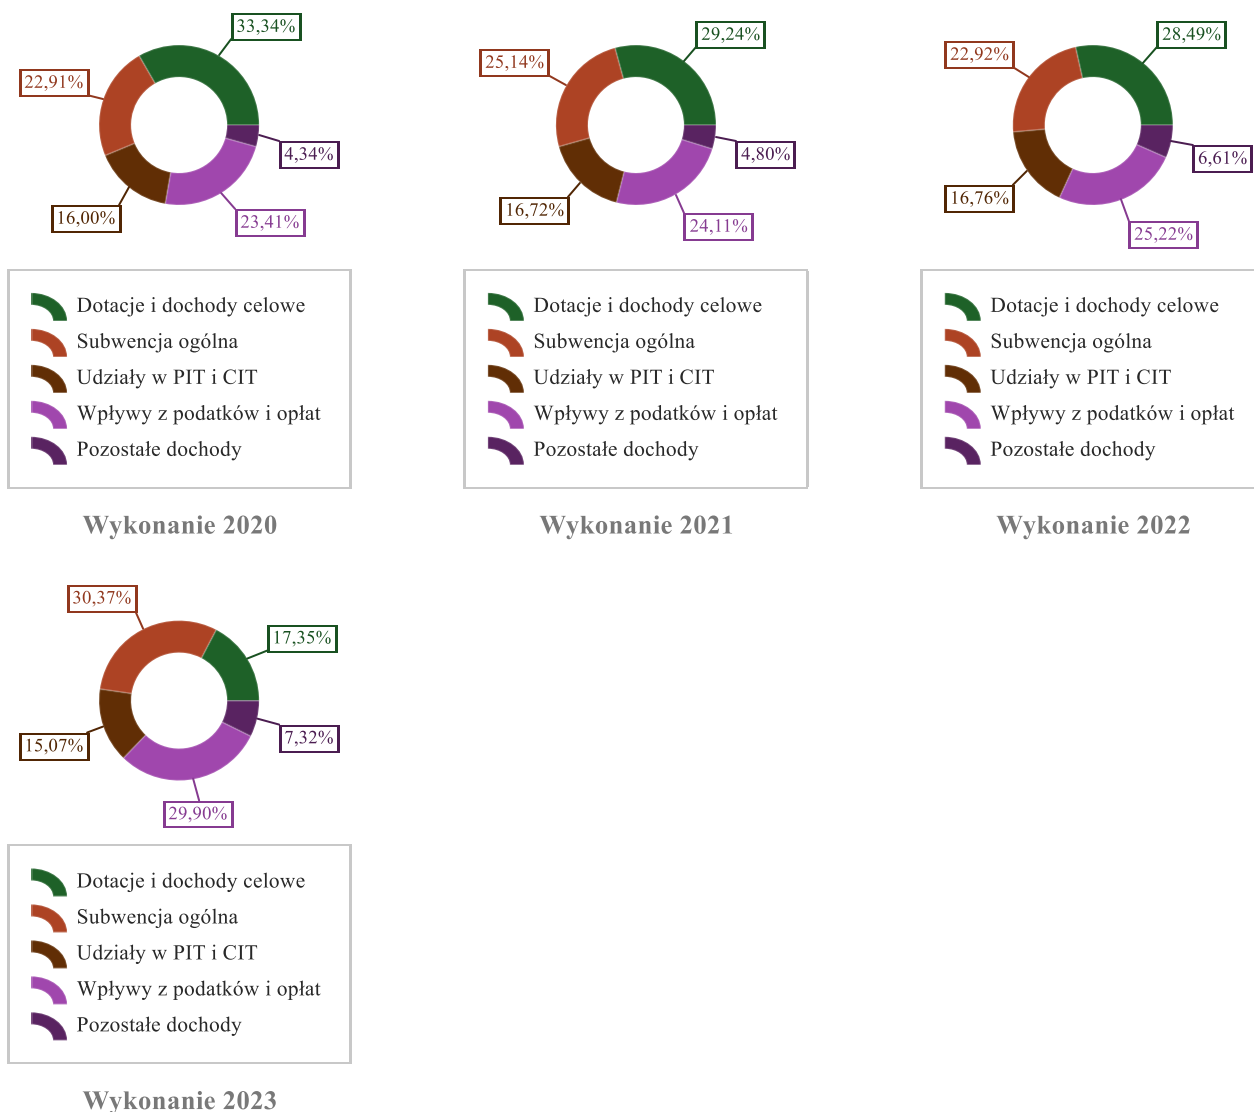 33,34%
22,91%
4,34%
16,00%
23,41%
Dotacje i dochody celowe
Subwencja ogólna
Udziały w PIT i CIT
Wpływy z podatków i opłat
Pozostałe dochody
Wykonanie 2020
29,24%
25,14%
4,80%
16,72%
24,11%
Dotacje i dochody celowe
Subwencja ogólna
Udziały w PIT i CIT
Wpływy z podatków i opłat
Pozostałe dochody
Wykonanie 2021
28,49%
22,92%
6,61%
16,76%
25,22%
Dotacje i dochody celowe
Subwencja ogólna
Udziały w PIT i CIT
Wpływy z podatków i opłat
Pozostałe dochody
Wykonanie 2022
30,37%
17,35%
7,32%
15,07%
29,90%
Dotacje i dochody celowe
Subwencja ogólna
Udziały w PIT i CIT
Wpływy z podatków i opłat
Pozostałe dochody
Wykonanie 2023